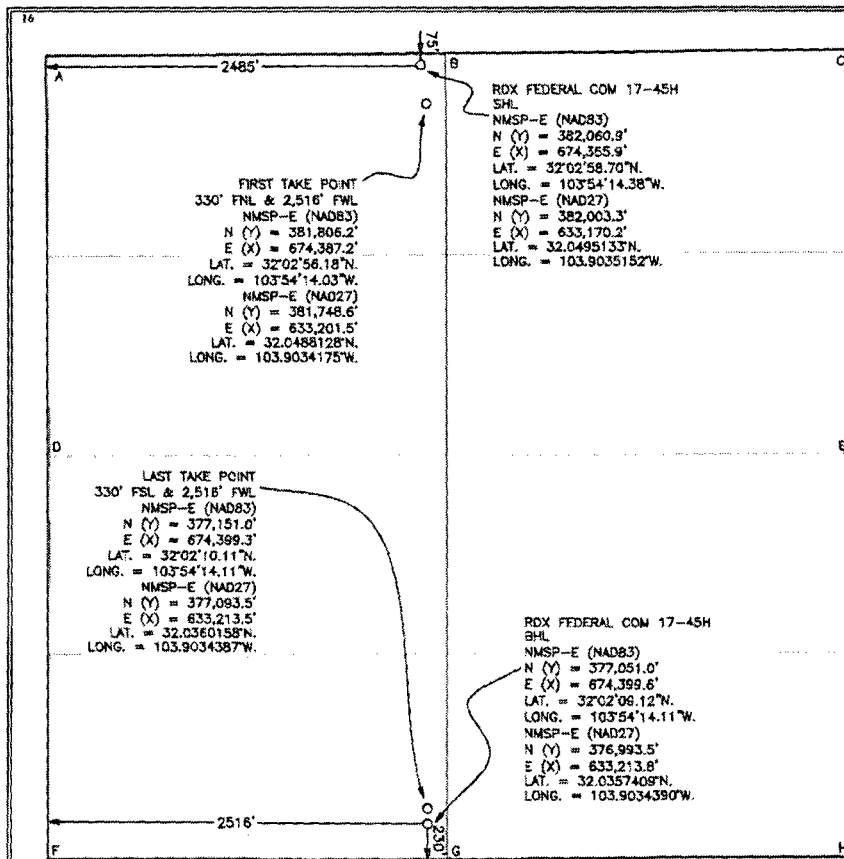 16
75'
A
2485'
B
C
RDX FEDERAL COM 17-45H
SHL
NMSP-E (NAD83)
N (Y) = 382,060.9'
E (X) = 674,355.9'
LAT. = 32°02'58.70"N.
LONG. = 103°54'14.38"W.
NMSP-E (NAD27)
N (Y) = 382,003.3'
E (X) = 633,170.2'
LAT. = 32.0495133°N.
LONG. = 103.9035152°W.
FIRST TAKE POINT
330' FNL & 2,516' FWL
NMSP-E (NAD83)
N (Y) = 381,806.2'
E (X) = 674,387.2'
LAT. = 32°02'56.18"N.
LONG. = 103°54'14.03"W.
NMSP-E (NAD27)
N (Y) = 381,748.6'
E (X) = 633,201.5'
LAT. = 32.0488128°N.
LONG. = 103.9034175°W.
D
E
LAST TAKE POINT
330' FSL & 2,516' FWL
NMSP-E (NAD83)
N (Y) = 377,151.0'
E (X) = 674,399.3'
LAT. = 32°02'10.11"N.
LONG. = 103°54'14.11"W.
NMSP-E (NAD27)
N (Y) = 377,093.5'
E (X) = 633,213.5'
LAT. = 32.0360158°N.
LONG. = 103.9034387°W.
RDX FEDERAL COM 17-45H
BHL
NMSP-E (NAD83)
N (Y) = 377,051.0'
E (X) = 674,399.6'
LAT. = 32°02'09.12"N.
LONG. = 103°54'14.11"W.
NMSP-E (NAD27)
N (Y) = 376,993.5'
E (X) = 633,213.8'
LAT. = 32.0357409°N.
LONG. = 103.9034390°W.
2516'
230'
F
G
H